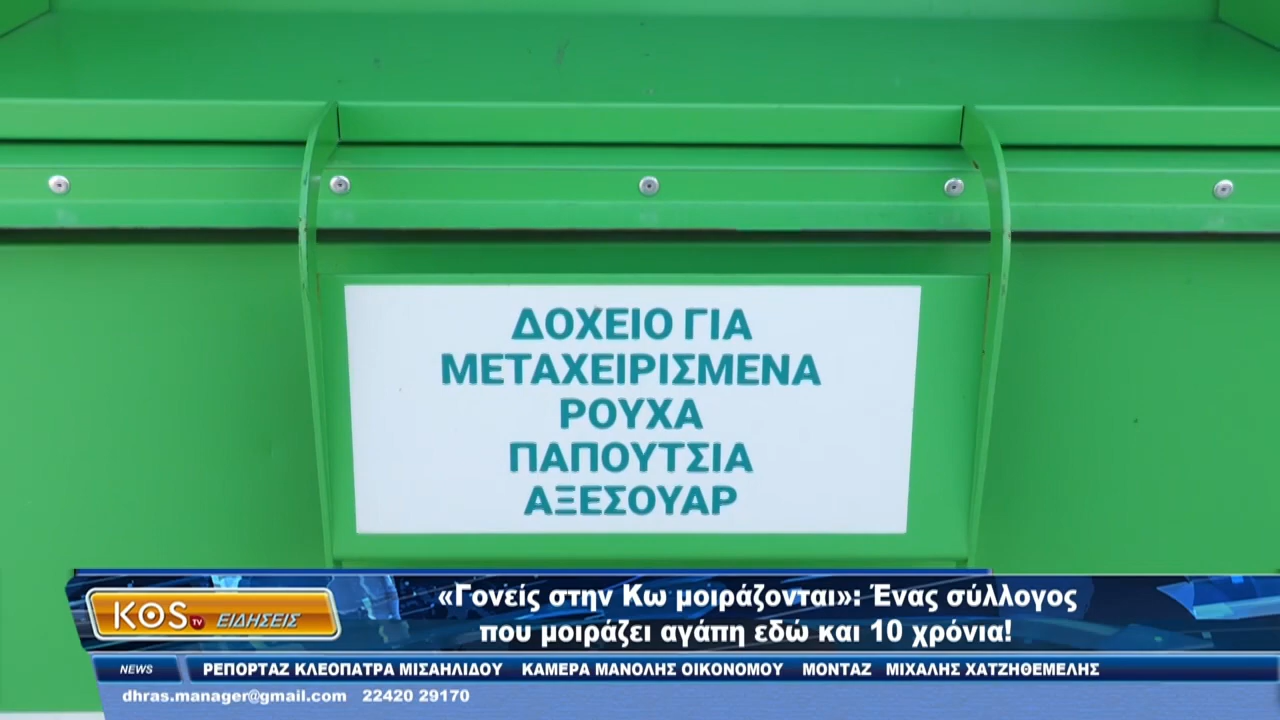 ΔΟΧΕΙΟ ΓΙΑ
ΜΕΤΑΧΕΙΡΙΣΜΕΝΑ
ΡΟΥΧΑ
ΠΑΠΟΥΤΣΙΑ
ΑΞΕΣΟΥΑΡ
«Γονείς στην Κω μοιράζονται»: Ένας σύλλογος
που μοιράζει αγάπη εδώ και 10 χρόνια!
KOS TV ΕΙΔΗΣΕΙΣ
NEWS ΡΕΠΟΡΤΑΖ ΚΛΕΟΠΑΤΡΑ ΜΙΣΑΗΛΙΔΟΥ ΚΑΜΕΡΑ ΜΑΝΟΛΗΣ ΟΙΚΟΝΟΜΟΥ ΜΟΝΤΑΖ ΜΙΧΑΛΗΣ ΧΑΤΖΗΘΕΜΕΛΗΣ
dhras.manager@gmail.com 22420 29170